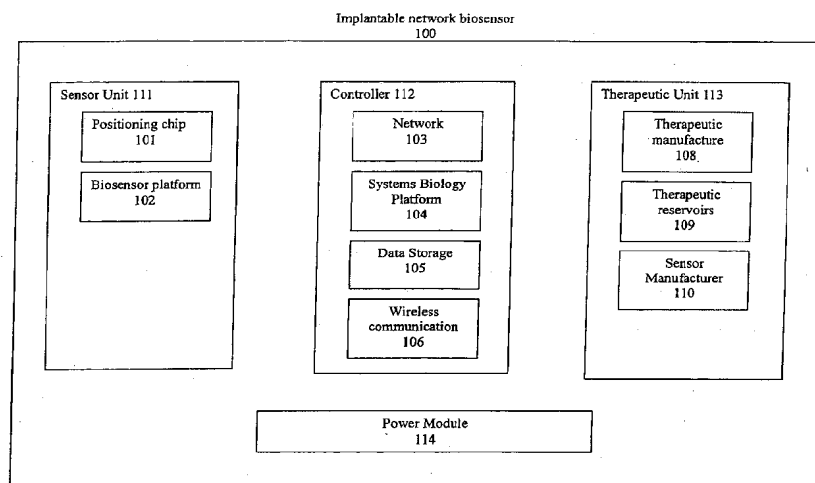 Implantable network biosensor
100
Sensor Unit 111
Positioning chip
101
Biosensor platform
102
Controller 112
Network
103
Systems Biology
Platform
104
Data Storage
105
Wireless
communication
106
Therapeutic Unit 113
Therapeutic
manufacture
108
Therapeutic
reservoirs
109
Sensor
Manufacturer
110
Power Module
114